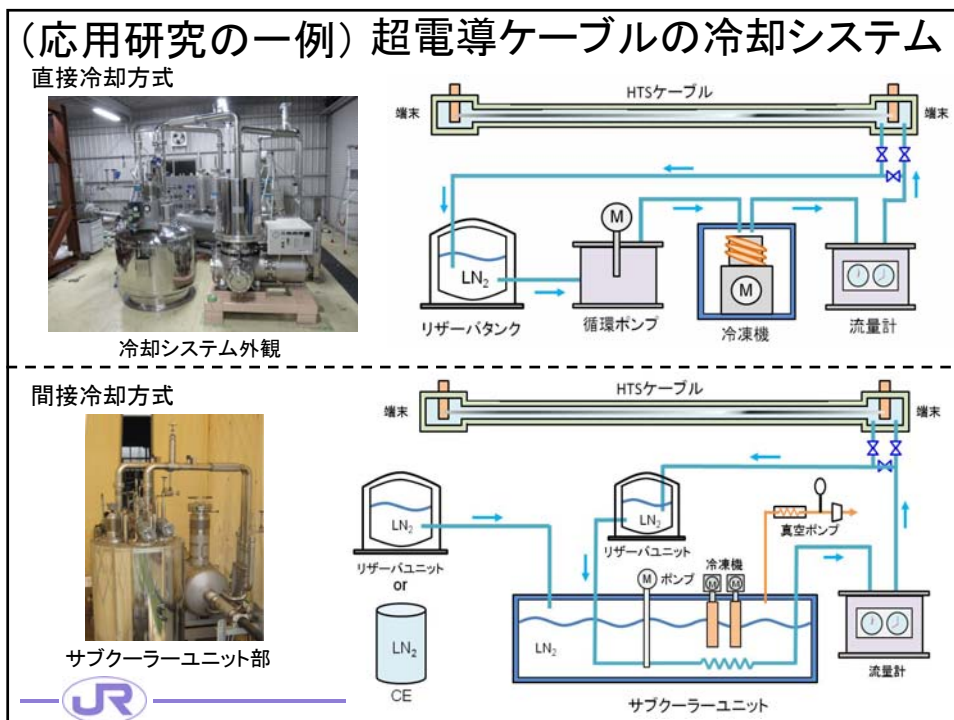 (応用研究の一例) 超電導ケーブルの冷却システム
直接冷却方式
冷却システム外観
HTSケーブル
端末
端末
M
LN2
リザーバタンク
循環ポンプ
M
冷凍機
流量計
間接冷却方式
サブクーラーユニット部
HTSケーブル
端末
端末
LN2
リザーバユニット
or
LN2
CE
LN2
リザーバユニット
真空ポンプ
冷凍機
M ポンプ
M M
LN2
サブクーラーユニット
流量計
JR